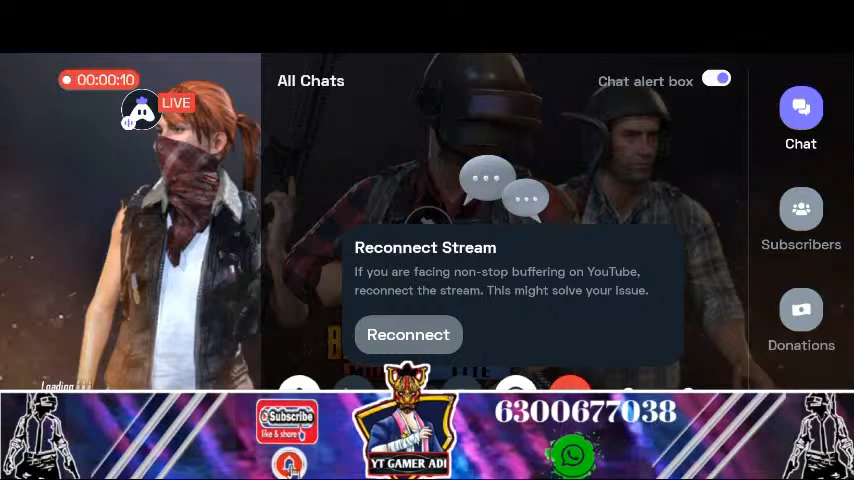 00:00:10
LIVE
All Chats
Chat alert box
Chat
Subscribers
Donations
Reconnect Stream
If you are facing non-stop buffering on YouTube,
reconnect the stream. This might solve your issue.
Reconnect
Loading
Subscribe
like & share
YT GAMER ADI
6300677038